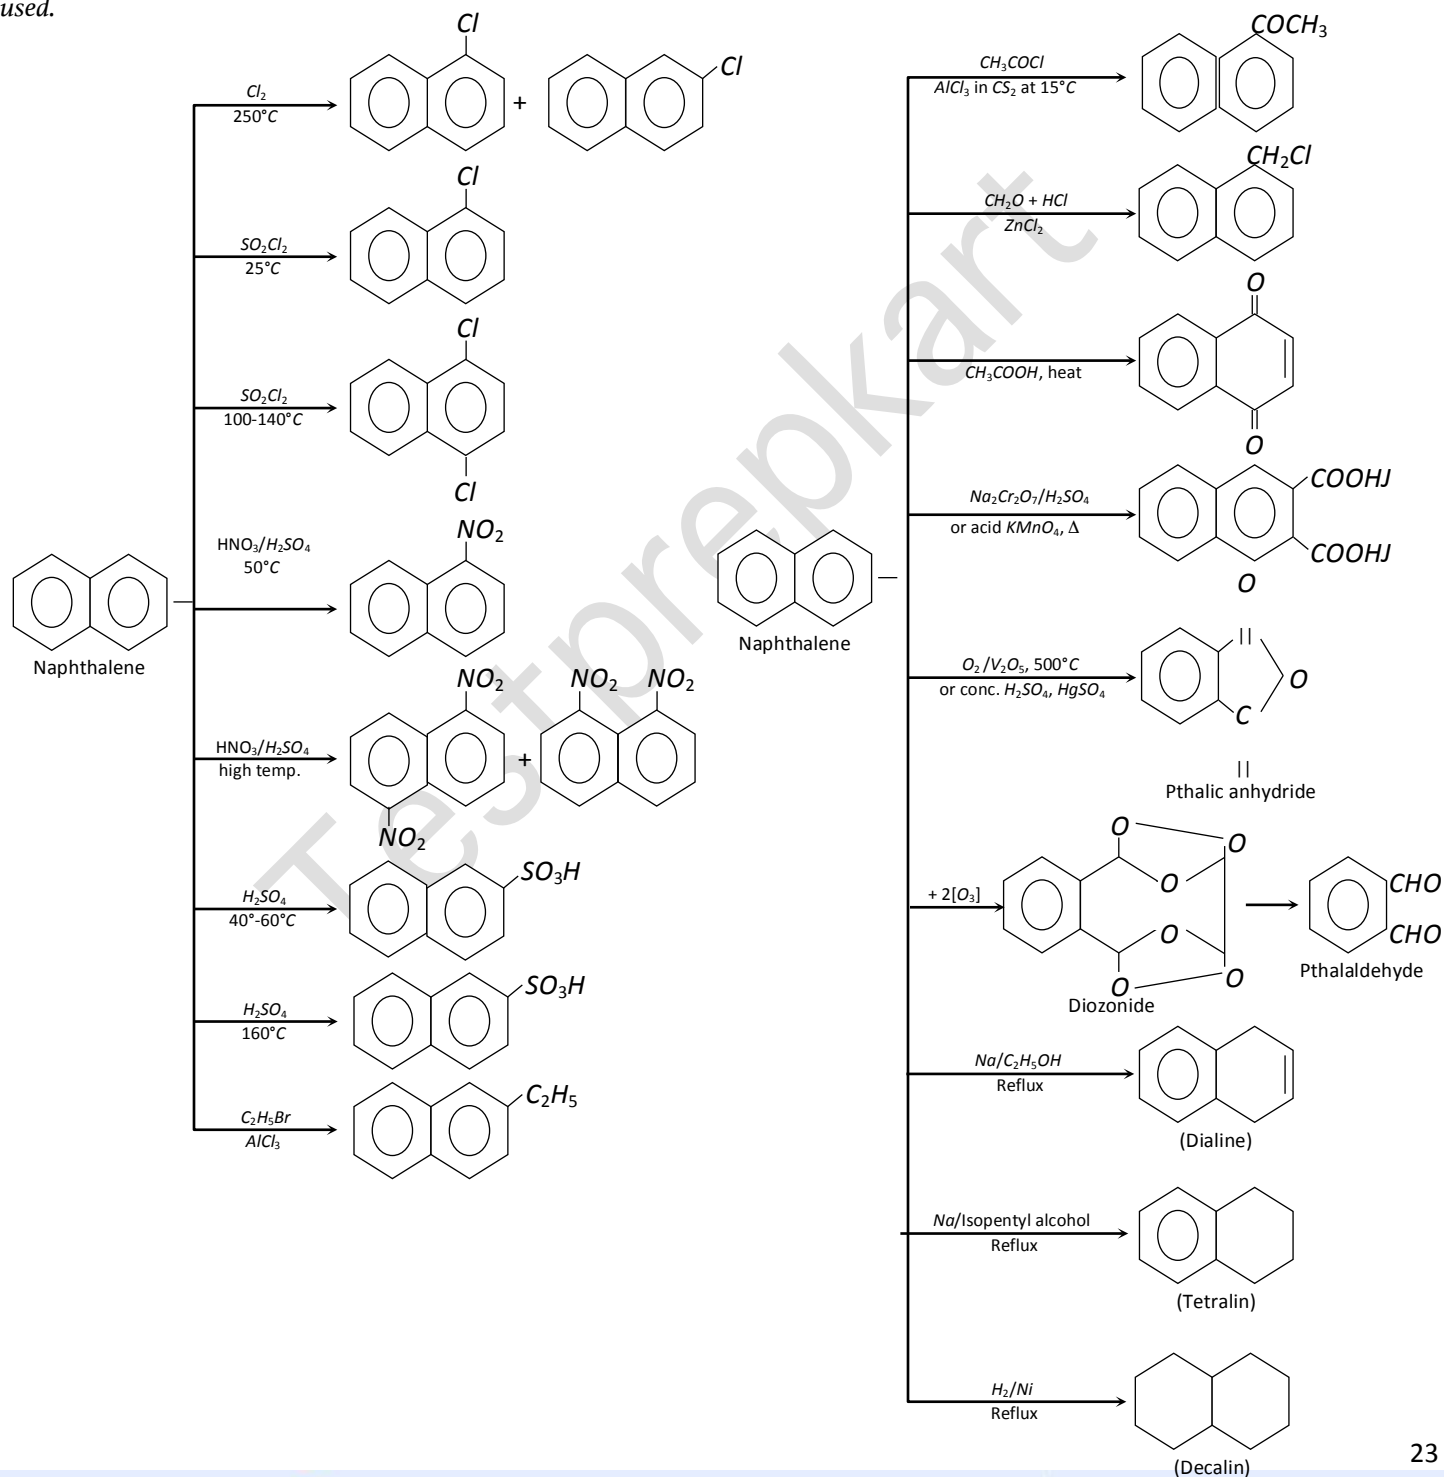 used.
Cl
Cl₂
250°C
+
Cl
Cl
SO₂Cl₂
25°C
Cl
SO₂Cl₂
100-140°C
Cl
NO₂
HNO₃/H₂SO₄
50°C
Naphthalene
NO₂
NO₂
NO₂
HNO₃/H₂SO₄
high temp.
+
NO₂
SO₃H
H₂SO₄
40°-60°C
SO₃H
H₂SO₄
160°C
C₂H₅
C₂H₅Br
AlCl₃
COCH₃
CH₃COCl
AlCl₃ in CS₂ at 15°C
CH₂Cl
CH₂O + HCl
ZnCl₂
O
CH₃COOH, heat
O
COOHJ
Na₂Cr₂O₇/H₂SO₄
or acid KMnO₄, Δ
COOHJ
O
Naphthalene
||
O₂/V₂O₅, 500°C
or conc. H₂SO₄, HgSO₄
O
C
||
Pthalic anhydride
O
O
O
+ 2[O₃]
CHO
O
CHO
O
O
Diozonide
Pthalaldehyde
Na/C₂H₅OH
Reflux
(Dialine)
Na/Isopentyl alcohol
Reflux
(Tetralin)
H₂/Ni
Reflux
(Decalin)
23
Testprepkart